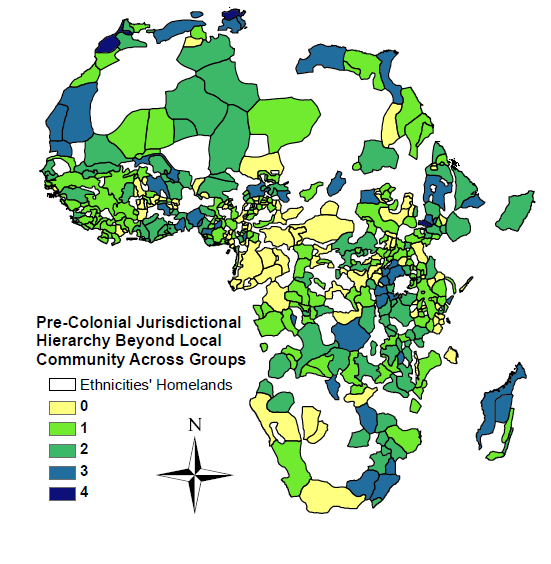 Pre-Colonial Jurisdictional
Hierarchy Beyond Local
Community Across Groups
Ethnicities' Homelands
0
1
2
3
4
N